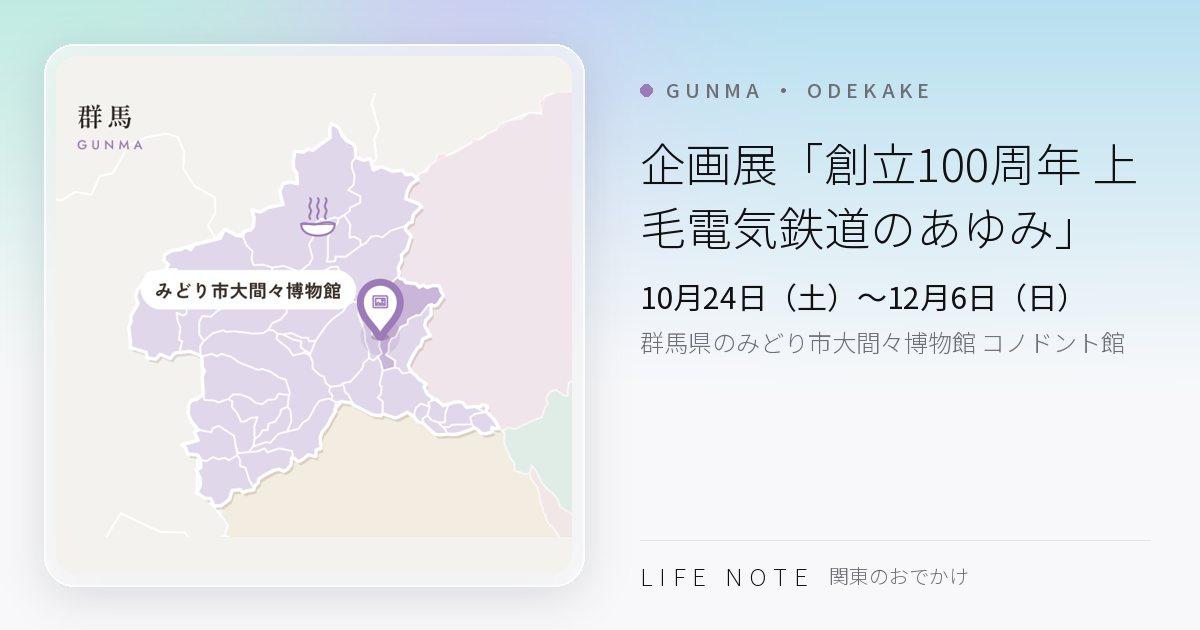 群馬
GUNMA
みどり市大間々博物館
GUNMA • ODEKAKE
企画展「創立100周年 上
毛電気鉄道のあゆみ」
10月24日（土）〜12月6日（日）
群馬県のみどり市大間々博物館 コノドント館
LIFE NOTE 関東のおでかけ